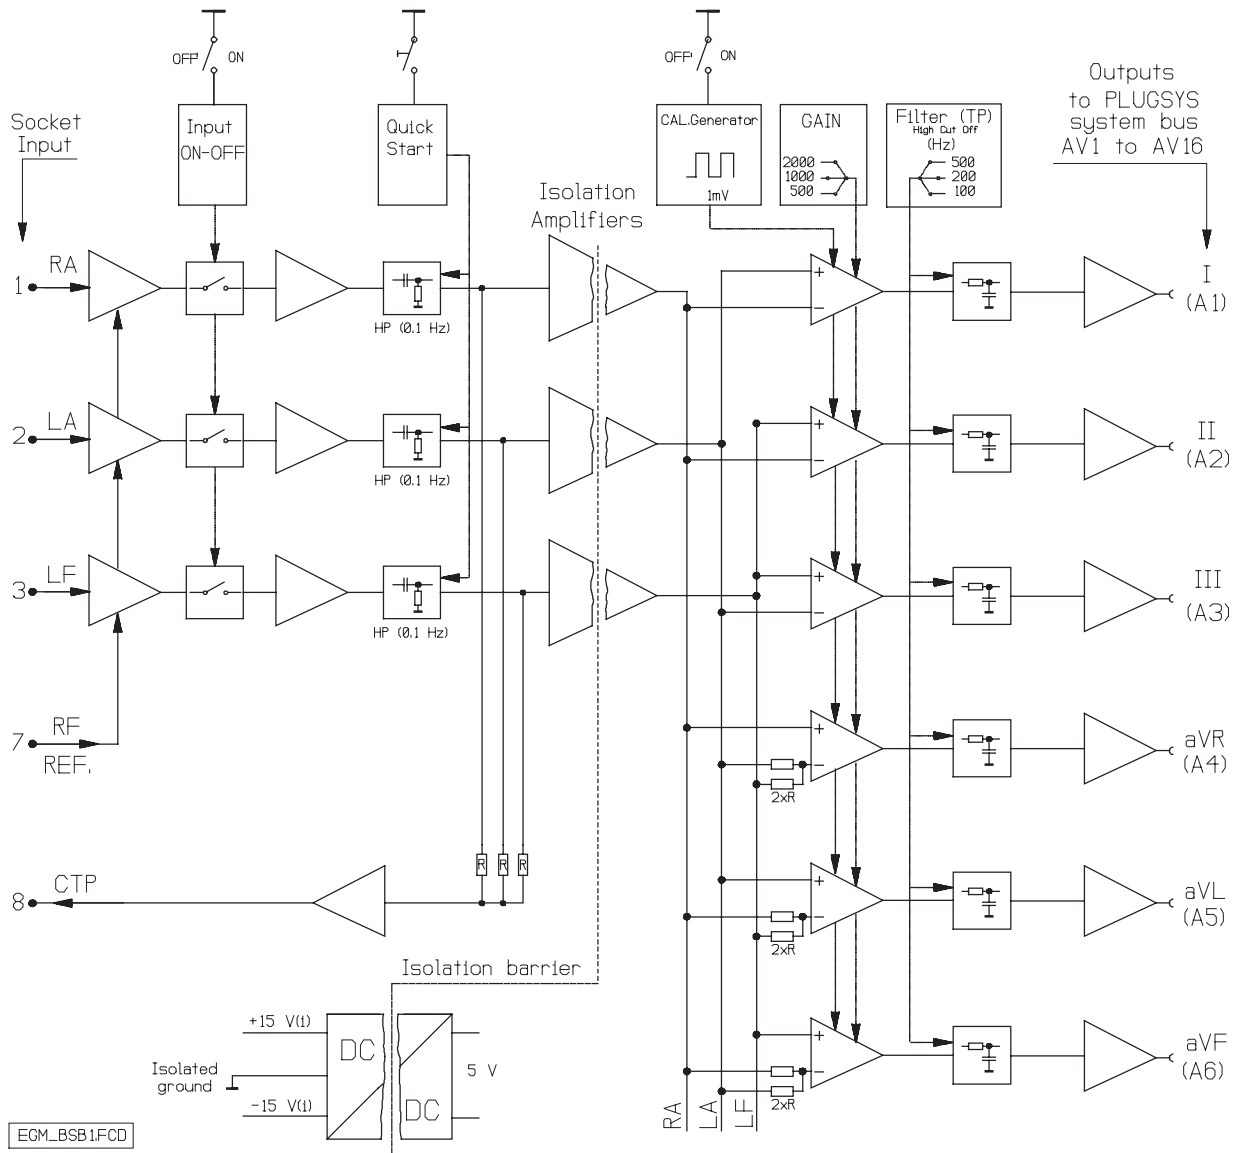 OFF ON
OFF ON
Socket
Input
Input
ON-OFF
Quick
Start
CAL.Generator
1mV
GAIN
2000
1000
500
Filter (TP)
High Cut Off
(Hz)
500
200
100
Outputs
to PLUGSYS
system bus
AV1 to AV16
Isolation
Amplifiers
1 RA
HP (0.1 Hz)
+
−
I
(A1)
2 LA
HP (0.1 Hz)
+
−
II
(A2)
3 LF
HP (0.1 Hz)
+
−
III
(A3)
7 RF
REF.
+
−
2xR
aVR
(A4)
R R R
8 CTP
+
−
2xR
aVL
(A5)
Isolation barrier
+15 V(i)
Isolated
ground
-15 V(i)
DC
DC
5 V
+
−
2xR
aVF
(A6)
RA LA LF
EGM_BSB1.FCD